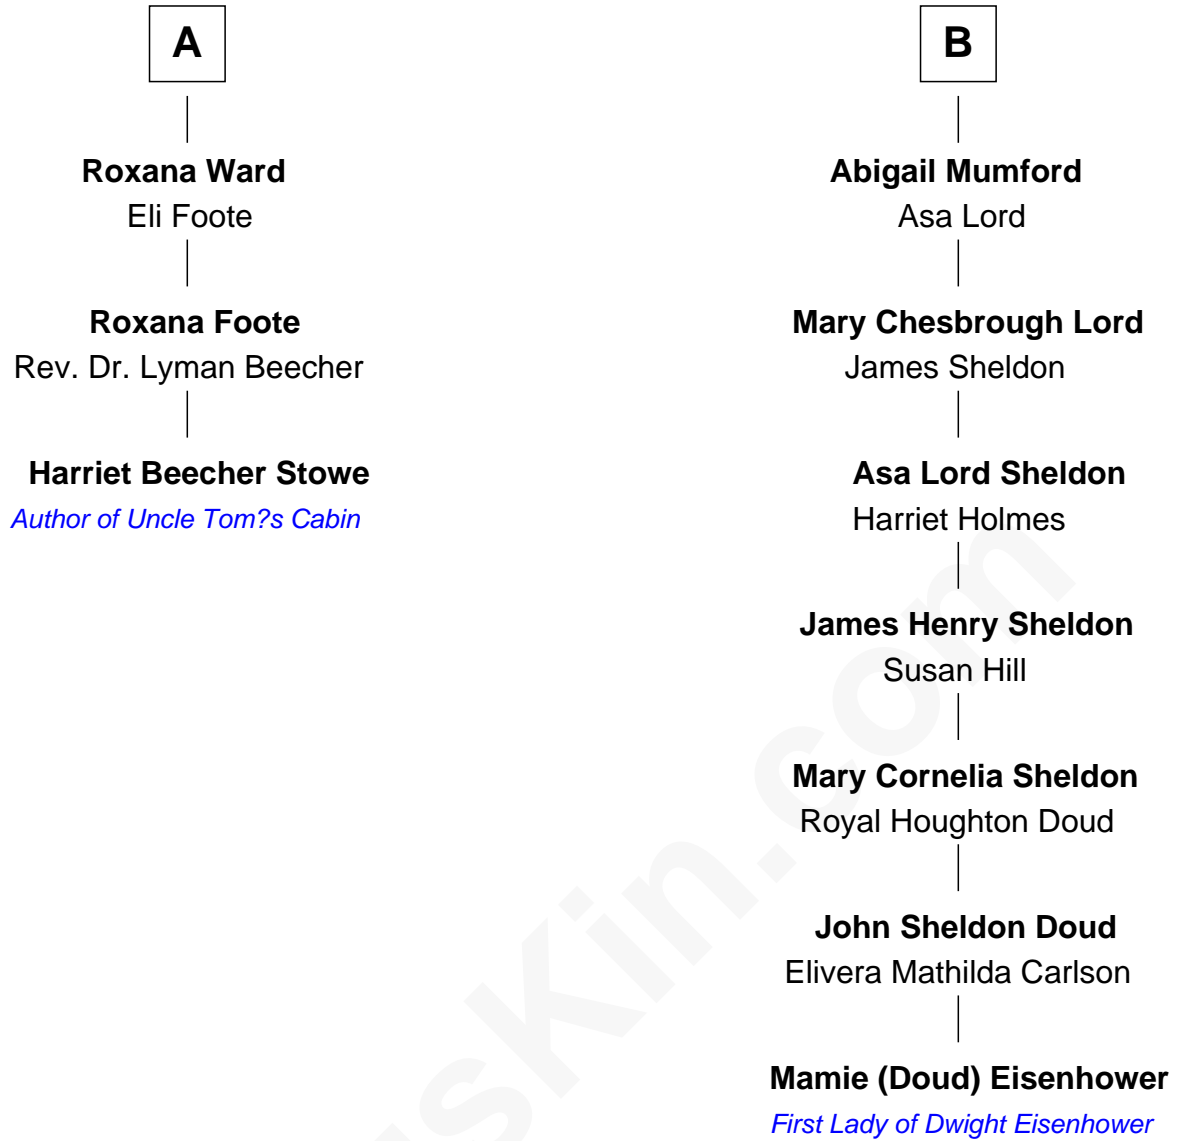 A
Roxana Ward
Eli Foote
Roxana Foote
Rev. Dr. Lyman Beecher
Harriet Beecher Stowe
Author of Uncle Tom?s Cabin
B
Abigail Mumford
Asa Lord
Mary Chesbrough Lord
James Sheldon
Asa Lord Sheldon
Harriet Holmes
James Henry Sheldon
Susan Hill
Mary Cornelia Sheldon
Royal Houghton Doud
John Sheldon Doud
Elivera Mathilda Carlson
Mamie (Doud) Eisenhower
First Lady of Dwight Eisenhower